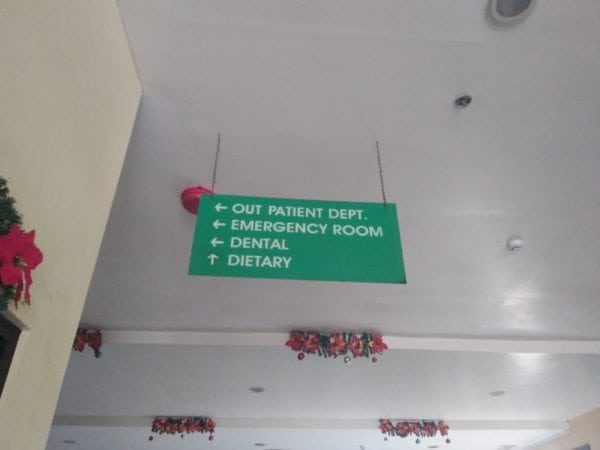 ← OUT PATIENT DEPT.
← EMERGENCY ROOM
← DENTAL
↑ DIETARY